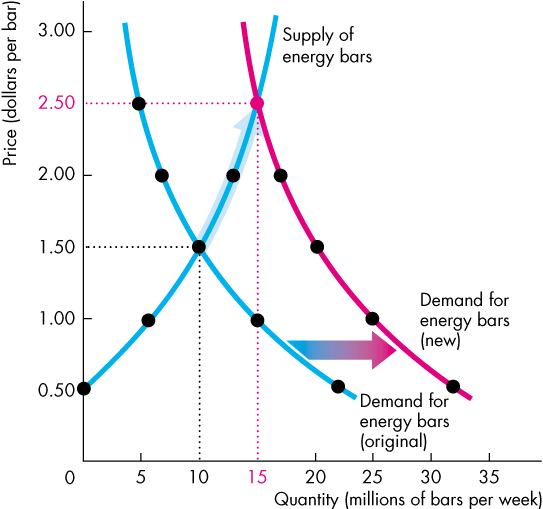 Price (dollars per bar)
3.00
2.50
2.00
1.50
1.00
0.50
0
Supply of
energy bars
Demand for
energy bars
(new)
Demand for
energy bars
(original)
5
10
15
20
25
30
35
Quantity (millions of bars per week)